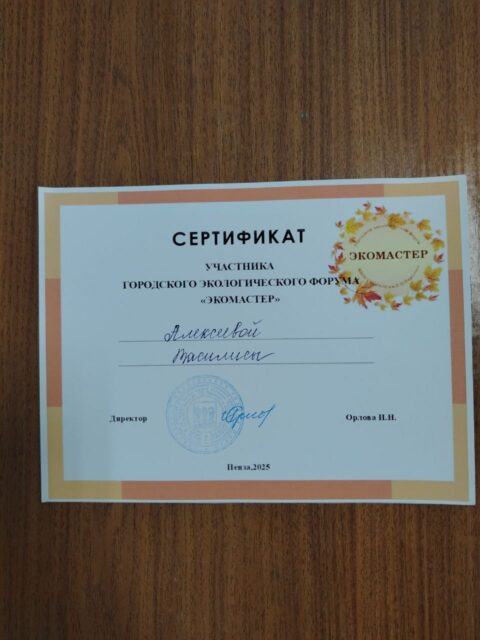 СЕРТИФИКАТ
ЭКОМАСТЕР
УЧАСТНИКА
ГОРОДСКОГО ЭКОЛОГИЧЕСКОГО ФОРУМА
«ЭКОМАСТЕР»
Алексеевой
Василисы
Директор
Орлова И.Н.
Пенза,2025